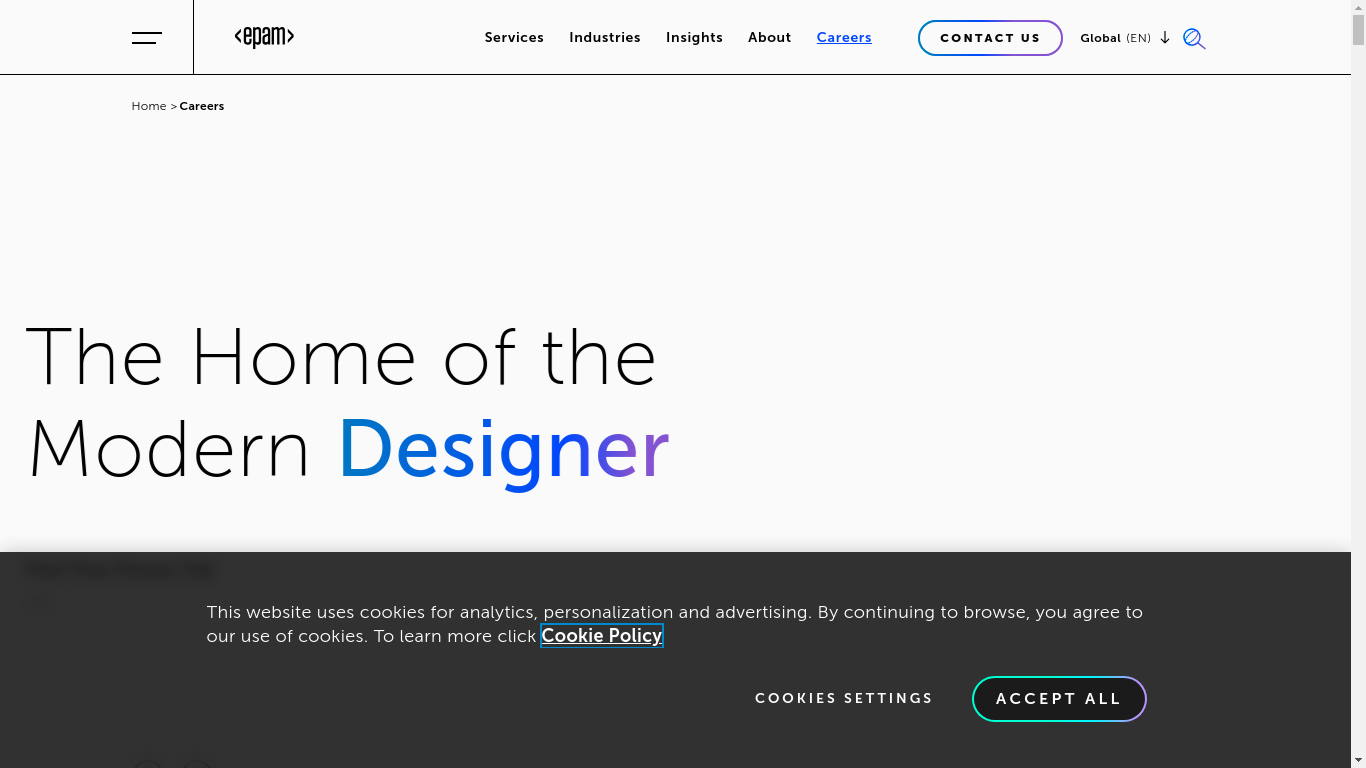 <epam>
Services
Industries
Insights
About
Careers
CONTACT US
Global (EN)
Home > Careers
The Home of the
Modern Designer
This website uses cookies for analytics, personalization and advertising. By continuing to browse, you agree to
our use of cookies. To learn more click Cookie Policy
COOKIES SETTINGS
ACCEPT ALL